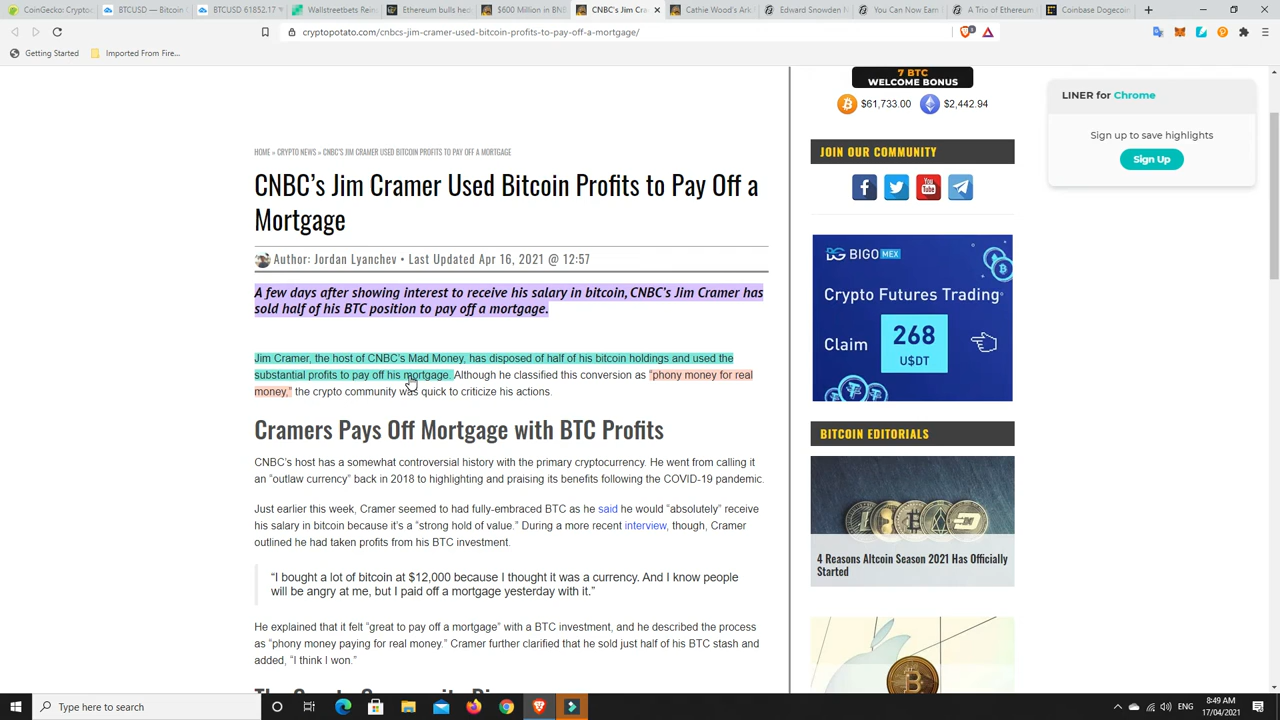 CoinGecko: Cryptoc
BTCUSD — Bitcoin
BTCUSD 61852.17
Wallstreetbets Rein
Ethereum bulls hea
$600 Million in BNB
CNBC's Jim Cra
Cathie Wood's Ark
Edward Snowden N
You Can Now Earn
A Trio of Ethereum
Coinbase Dogecoin
cryptopotato.com/cnbcs-jim-cramer-used-bitcoin-profits-to-pay-off-a-mortgage/
Getting Started
Imported From Fire...
7 BTC
WELCOME BONUS
$61,733.00
$2,442.94
LINER for Chrome
Sign up to save highlights
Sign Up
HOME » CRYPTO NEWS » CNBC'S JIM CRAMER USED BITCOIN PROFITS TO PAY OFF A MORTGAGE
CNBC's Jim Cramer Used Bitcoin Profits to Pay Off a
Mortgage
Author: Jordan Lyanchev • Last Updated Apr 16, 2021 @ 12:57
A few days after showing interest to receive his salary in bitcoin, CNBC's Jim Cramer has
sold half of his BTC position to pay off a mortgage.
Jim Cramer, the host of CNBC's Mad Money, has disposed of half of his bitcoin holdings and used the
substantial profits to pay off his mortgage. Although he classified this conversion as "phony money for real
money," the crypto community was quick to criticize his actions.
Cramers Pays Off Mortgage with BTC Profits
CNBC's host has a somewhat controversial history with the primary cryptocurrency. He went from calling it
an "outlaw currency" back in 2018 to highlighting and praising its benefits following the COVID-19 pandemic.
Just earlier this week, Cramer seemed to had fully-embraced BTC as he said he would "absolutely" receive
his salary in bitcoin because it's a "strong hold of value." During a more recent interview, though, Cramer
outlined he had taken profits from his BTC investment.
"I bought a lot of bitcoin at $12,000 because I thought it was a currency. And I know people
will be angry at me, but I paid off a mortgage yesterday with it."
He explained that it felt "great to pay off a mortgage" with a BTC investment, and he described the process
as "phony money paying for real money." Cramer further clarified that he sold just half of his BTC stash and
added, "I think I won."
JOIN OUR COMMUNITY
You
Tube
BIGO MEX
Crypto Futures Trading
Claim
268
U$DT
BITCOIN EDITORIALS
4 Reasons Altcoin Season 2021 Has Officially
Started
Type here to search
ENG
8:49 AM
17/04/2021